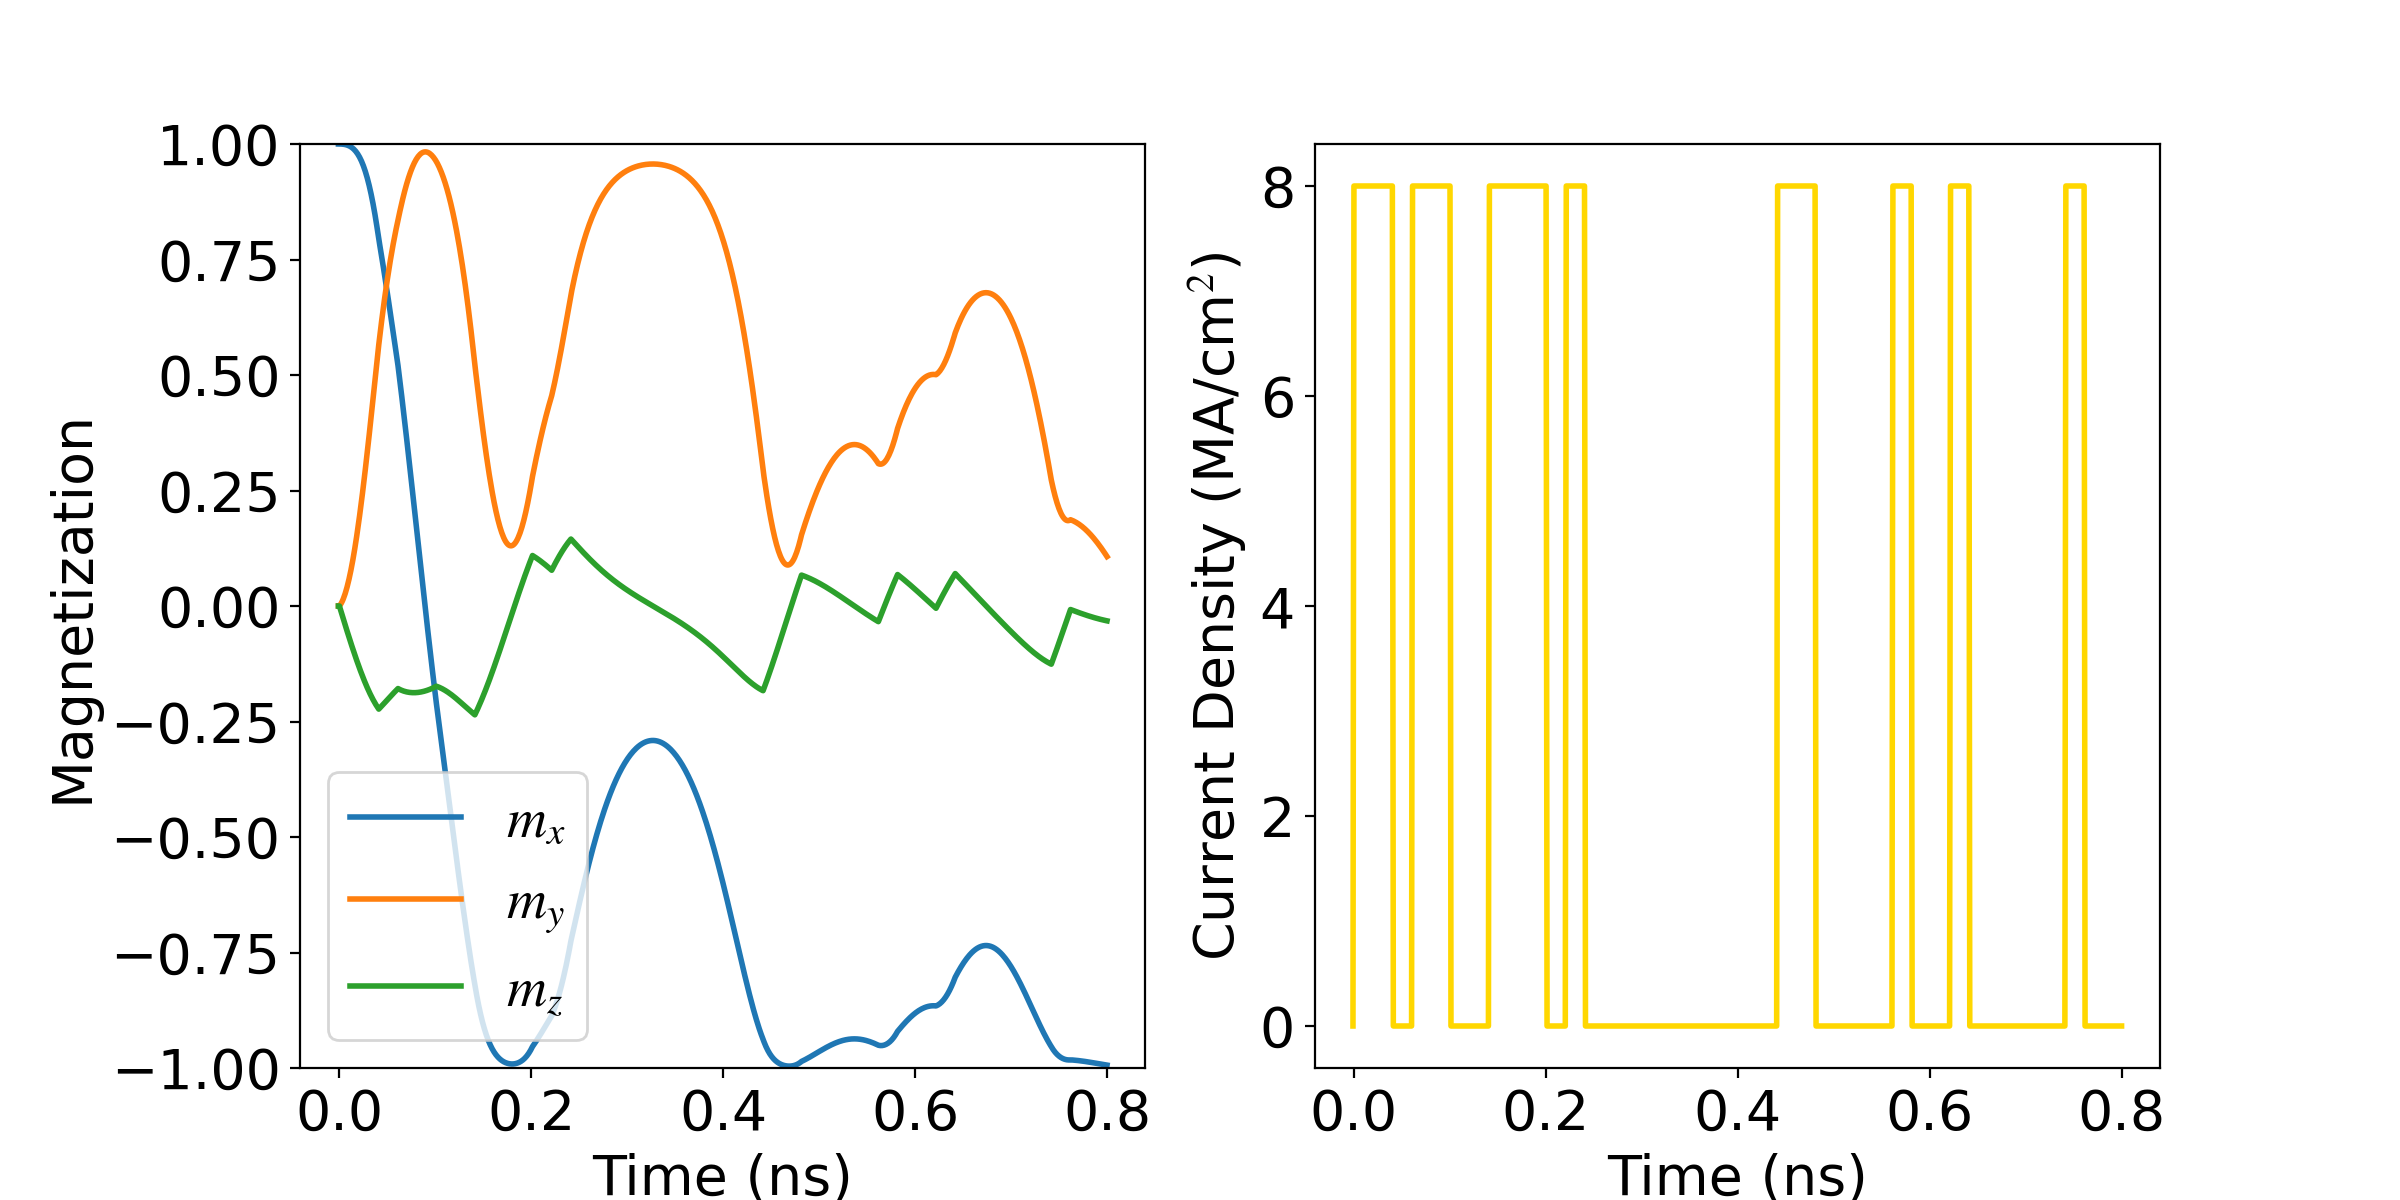 Magnetization
1.00
0.75
0.50
0.25
0.00
−0.25
−0.50
−0.75
−1.00
m_x
m_y
m_z
0.0 0.2 0.4 0.6 0.8
Time (ns)
Current Density (MA/cm²)
8
6
4
2
0
0.0 0.2 0.4 0.6 0.8
Time (ns)